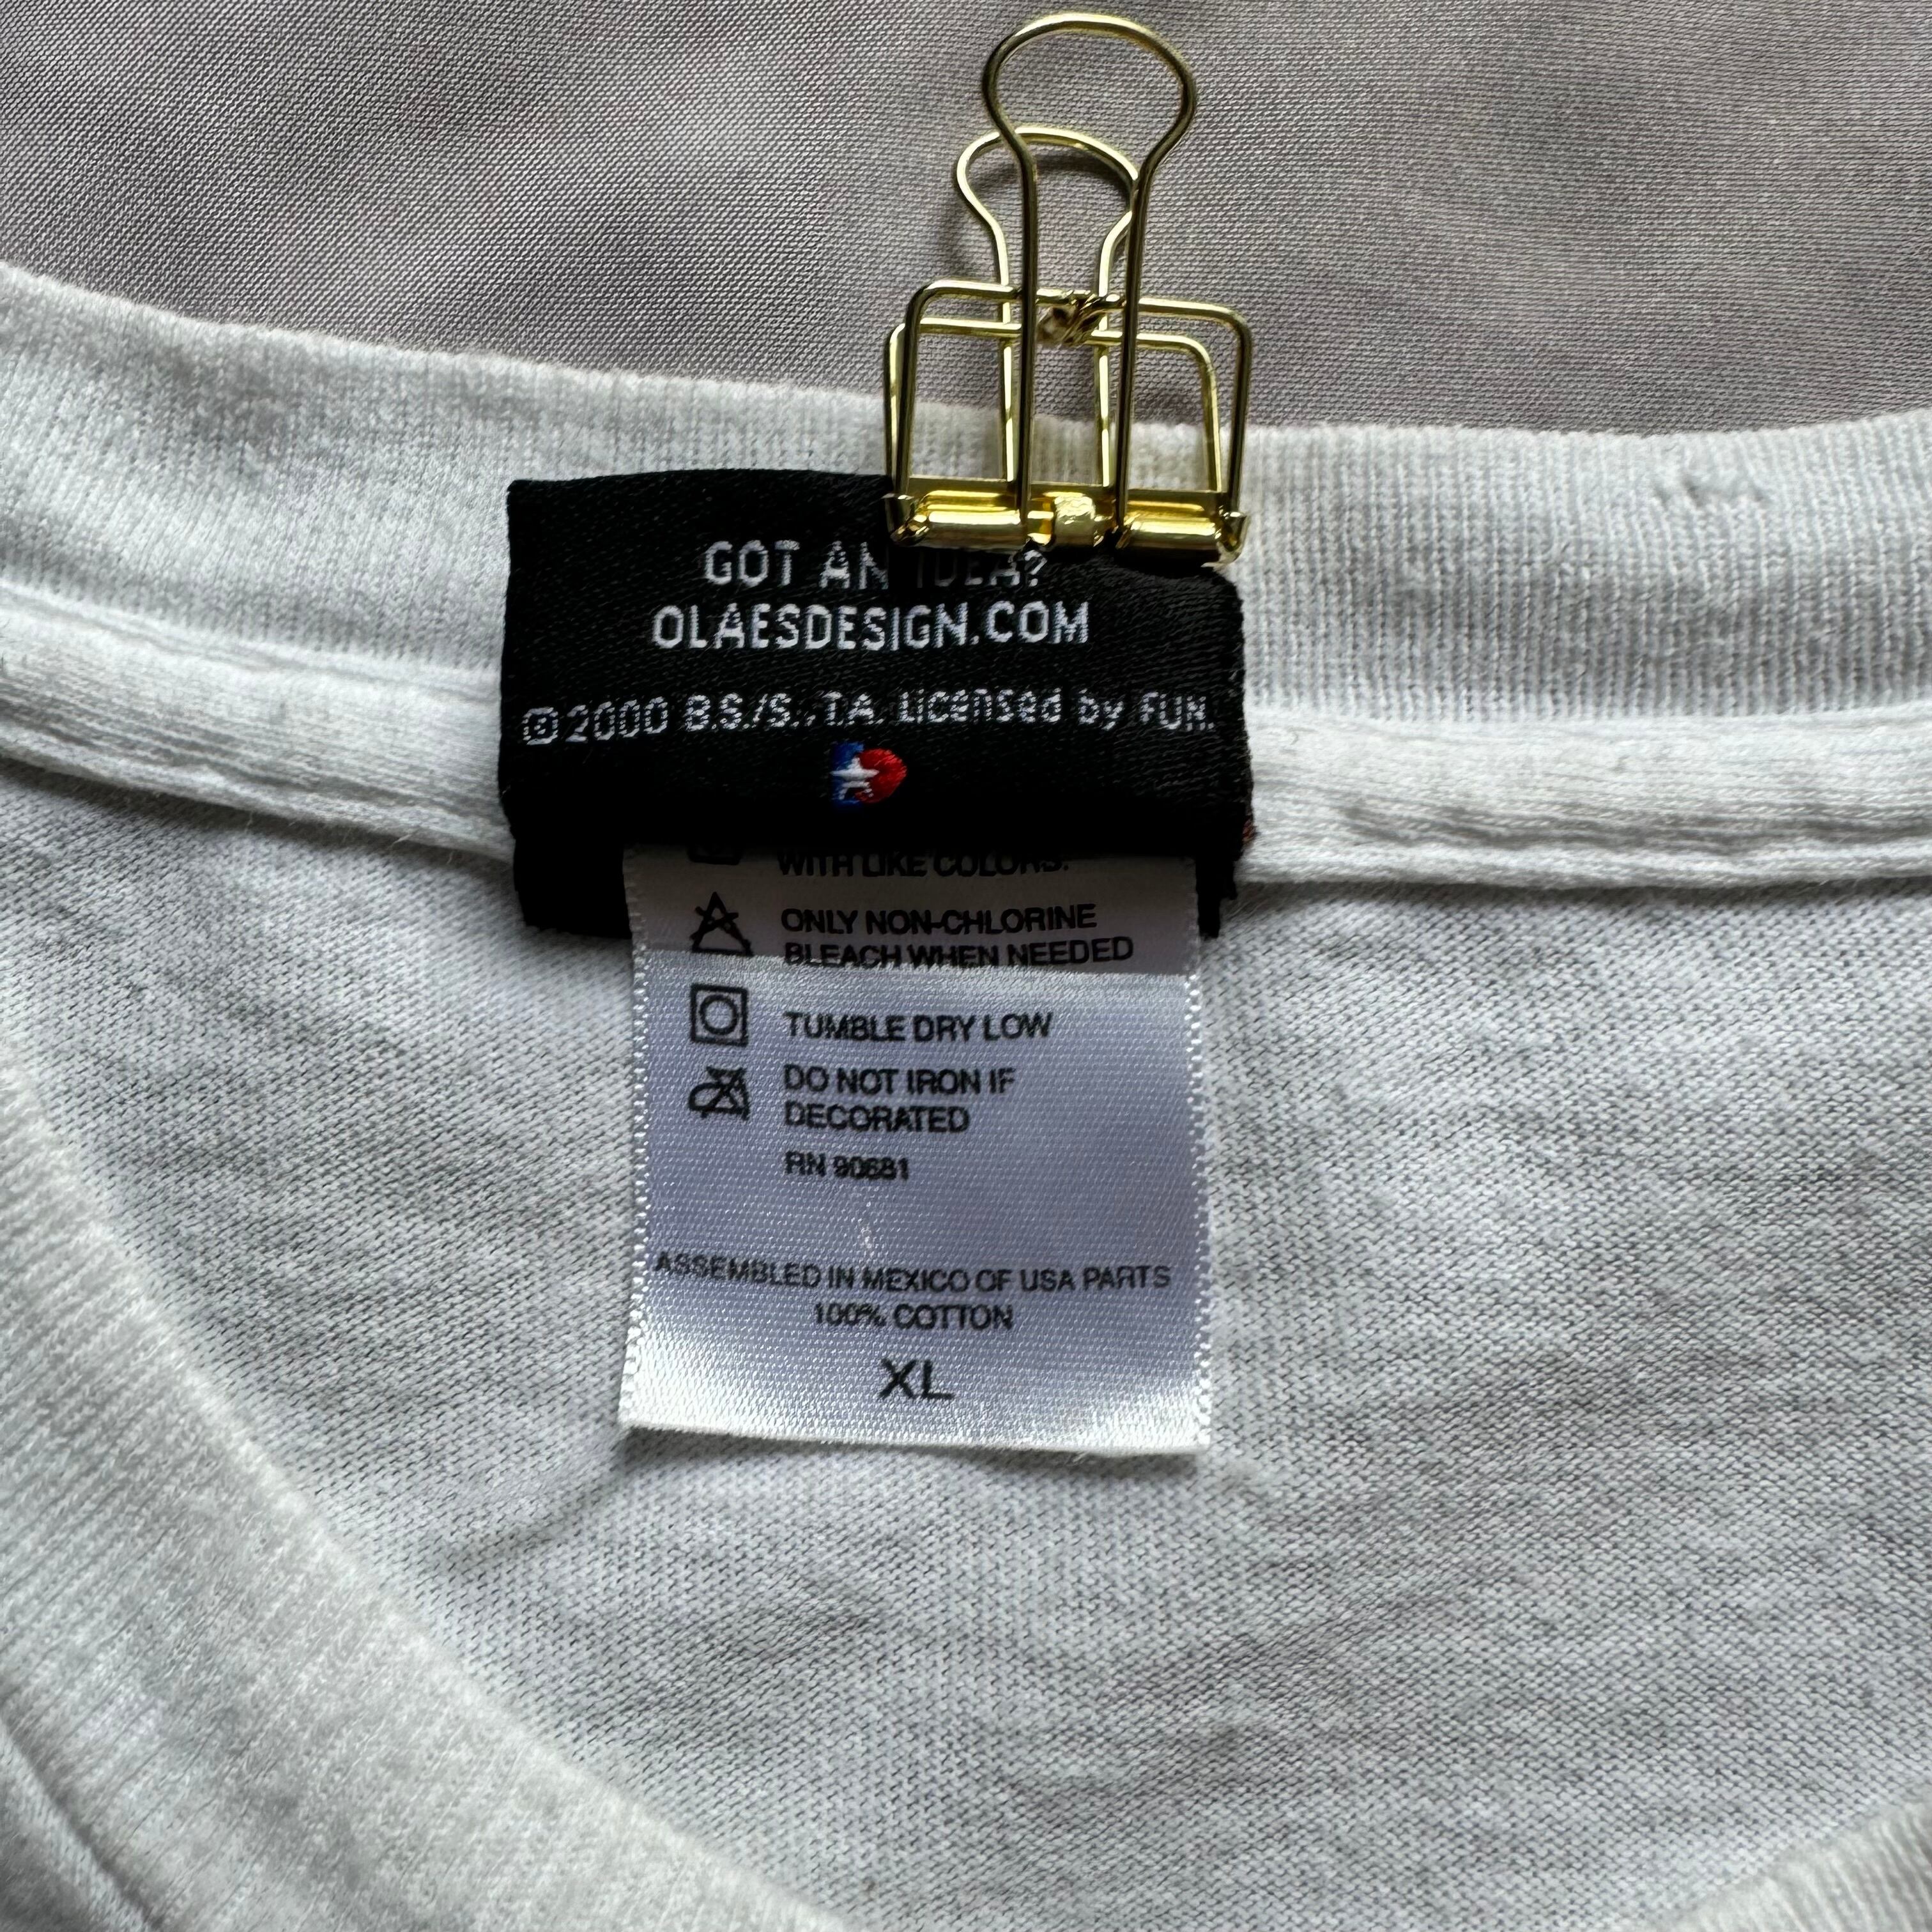 GOT AN IDEA?
OLAESDESIGN.COM
©2000 B.S./S., T.A. Licensed by FUN.
WITH LIKE COLORS.
ONLY NON-CHLORINE
BLEACH WHEN NEEDED
TUMBLE DRY LOW
DO NOT IRON IF
DECORATED
RN 90681
ASSEMBLED IN MEXICO OF USA PARTS
100% COTTON
XL